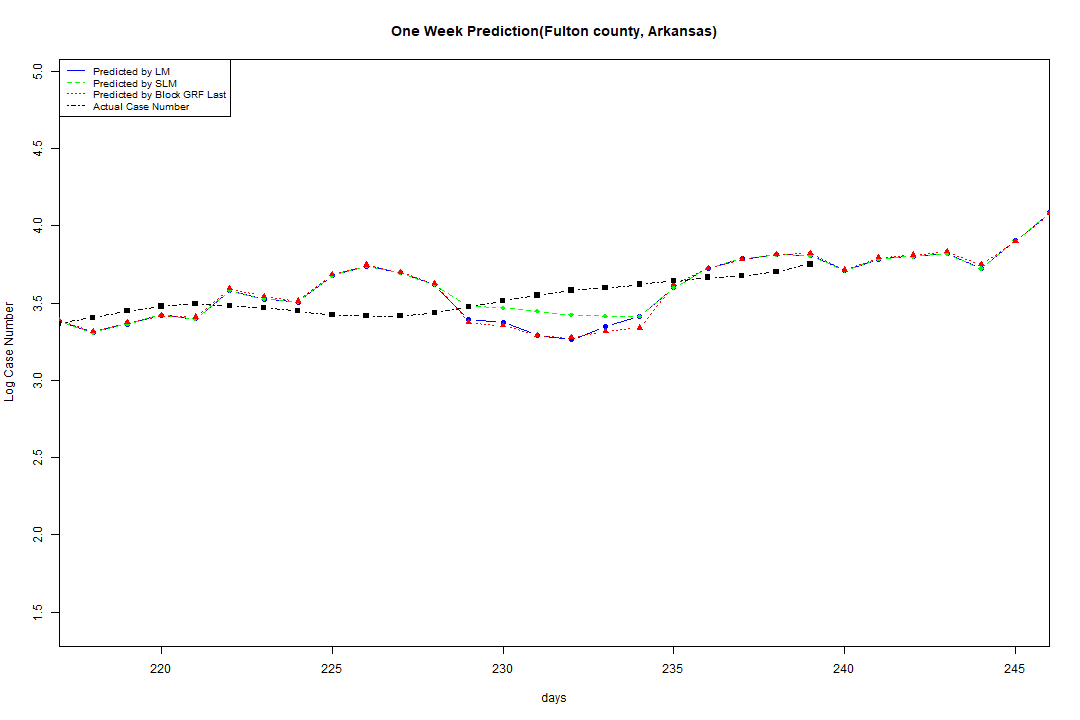 One Week Prediction(Fulton county, Arkansas)
Predicted by LM
Predicted by SLM
Predicted by Block GRF Last
Actual Case Number
5.0
4.5
4.0
3.5
3.0
2.5
2.0
1.5
Log Case Number
220 225 230 235 240 245
days